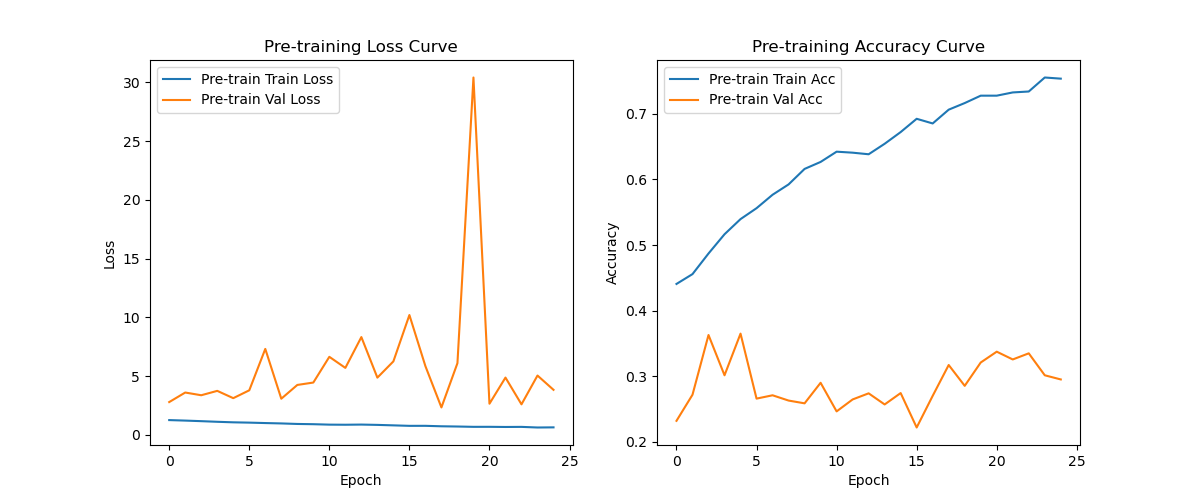 Pre-training Loss Curve
Pre-train Train Loss
Pre-train Val Loss
30
25
20
15
10
5
0
Loss
0 5 10 15 20 25
Epoch
Pre-training Accuracy Curve
Pre-train Train Acc
Pre-train Val Acc
0.7
0.6
0.5
0.4
0.3
0.2
Accuracy
0 5 10 15 20 25
Epoch